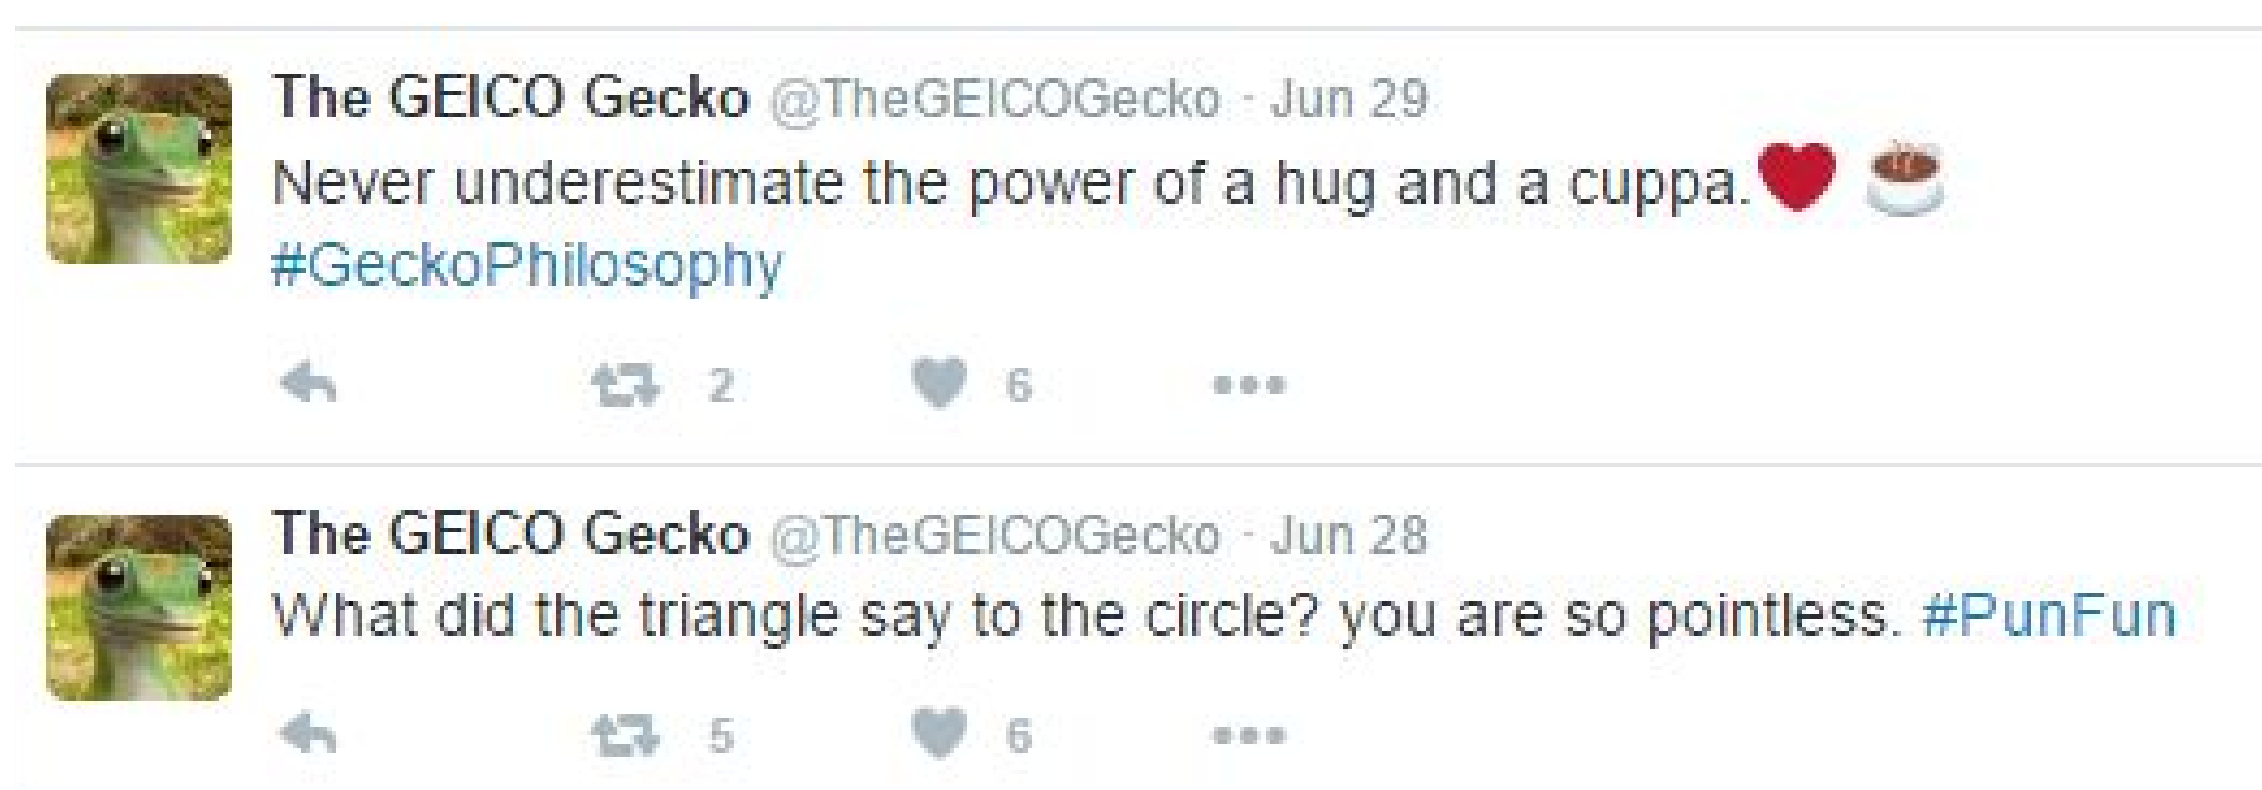 The GEICO Gecko @TheGEICOGecko · Jun 29
Never underestimate the power of a hug and a cuppa.❤️ ☕
#GeckoPhilosophy
2 6 •••
The GEICO Gecko @TheGEICOGecko · Jun 28
What did the triangle say to the circle? you are so pointless. #PunFun
5 6 •••